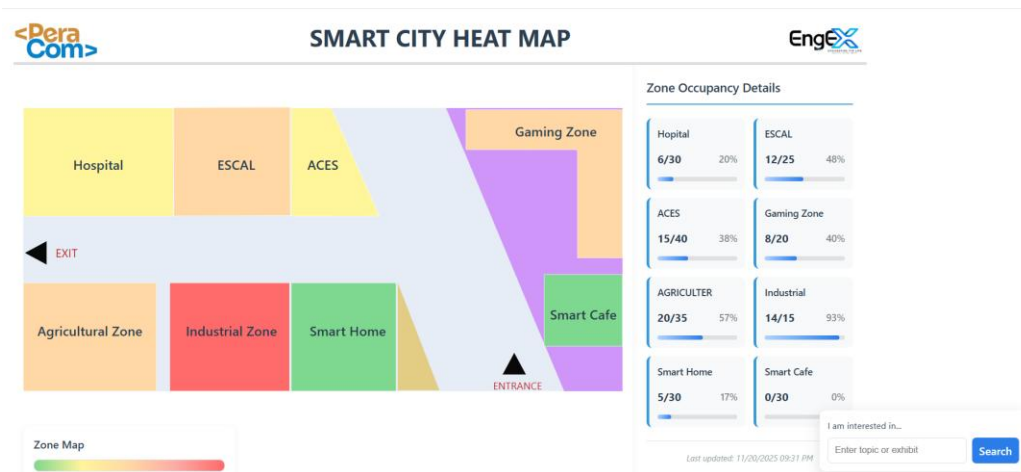 <Pera
Com>
SMART CITY HEAT MAP
EngEX
Hospital
ESCAL
ACES
Gaming Zone
EXIT
Agricultural Zone
Industrial Zone
Smart Home
Smart Cafe
ENTRANCE
Zone Map
Zone Occupancy Details
Hopital
6/30 20%
ESCAL
12/25 48%
ACES
15/40 38%
Gaming Zone
8/20 40%
AGRICULTER
20/35 57%
Industrial
14/15 93%
Smart Home
5/30 17%
Smart Cafe
0/30 0%
Last updated: 11/20/2025 09:31 PM
I am interested in...
Enter topic or exhibit
Search